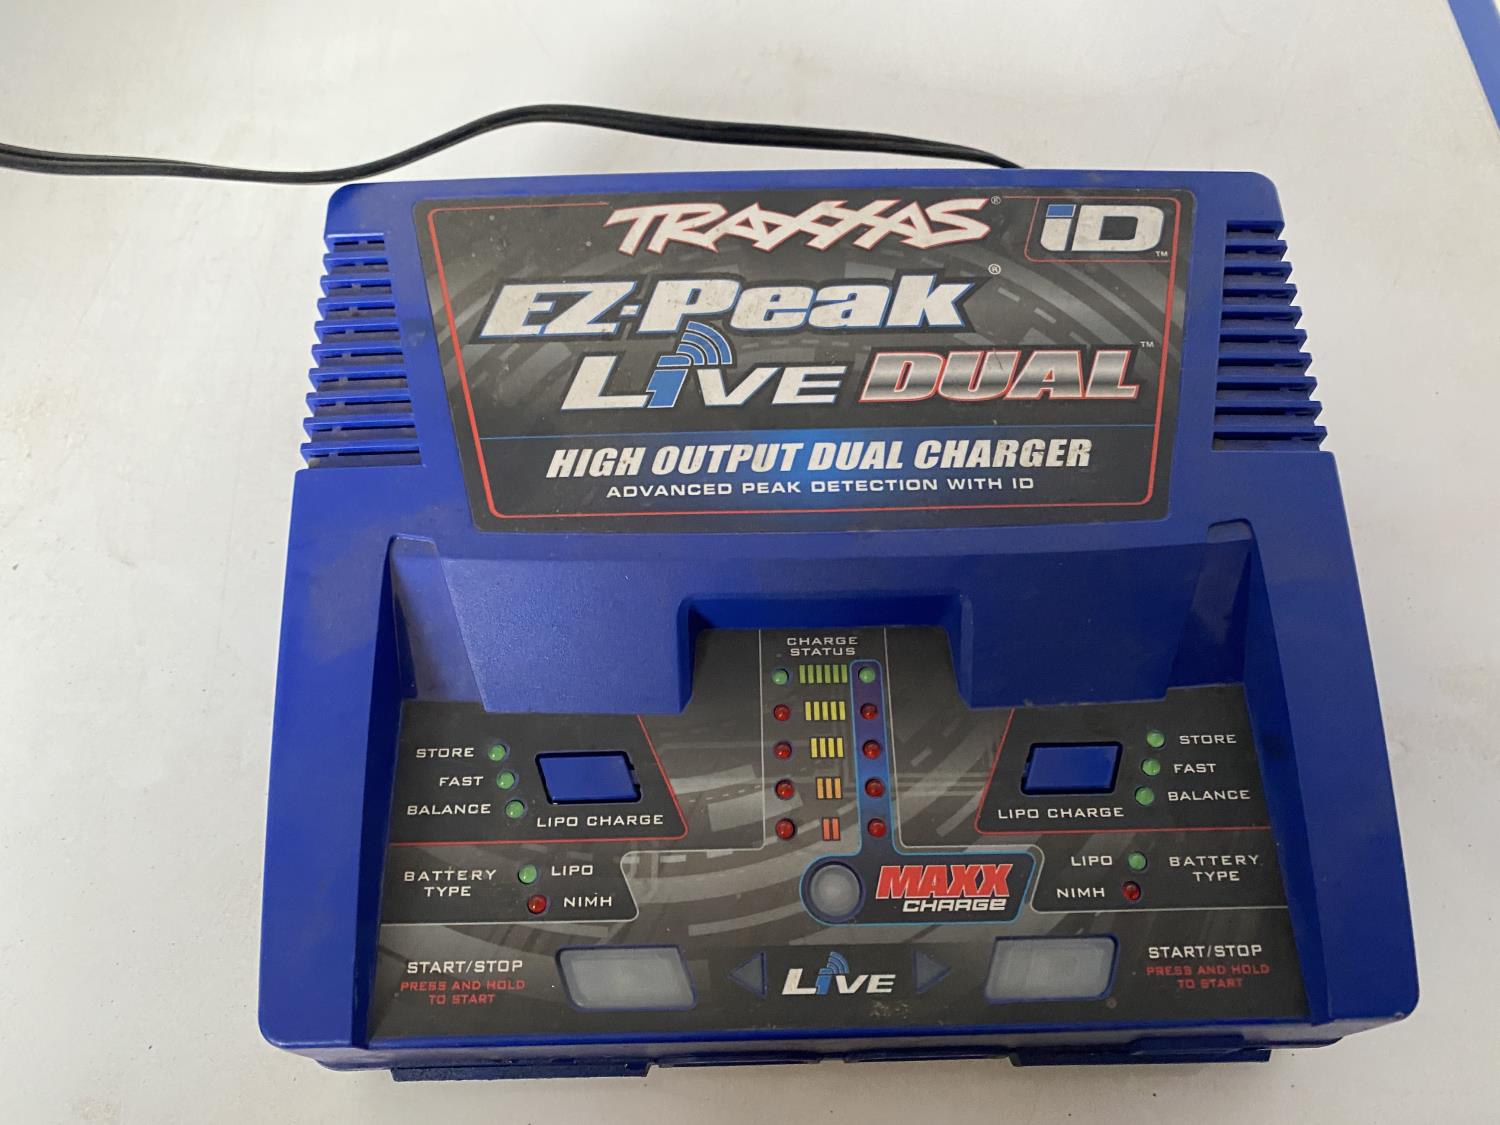 TRAXXAS® iD™
EZ-Peak®
LiVE DUAL™
HIGH OUTPUT DUAL CHARGER
ADVANCED PEAK DETECTION WITH ID
CHARGE
STATUS
STORE
FAST
BALANCE
LIPO CHARGE
STORE
FAST
BALANCE
LIPO CHARGE
BATTERY
TYPE
LIPO
NIMH
MAXX
CHARGE
LIPO
NIMH
BATTERY
TYPE
START/STOP
PRESS AND HOLD
TO START
LiVE
START/STOP
PRESS AND HOLD
TO START